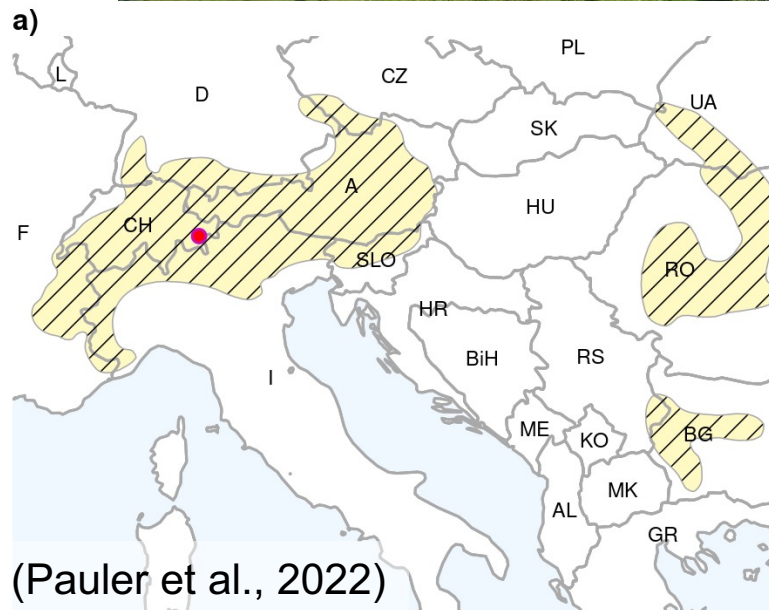 a)
PL
L
CZ
D
UA
SK
A
HU
F
CH
SLO
RO
HR
BiH
RS
I
ME
KO
BG
MK
AL
GR
(Pauler et al., 2022)